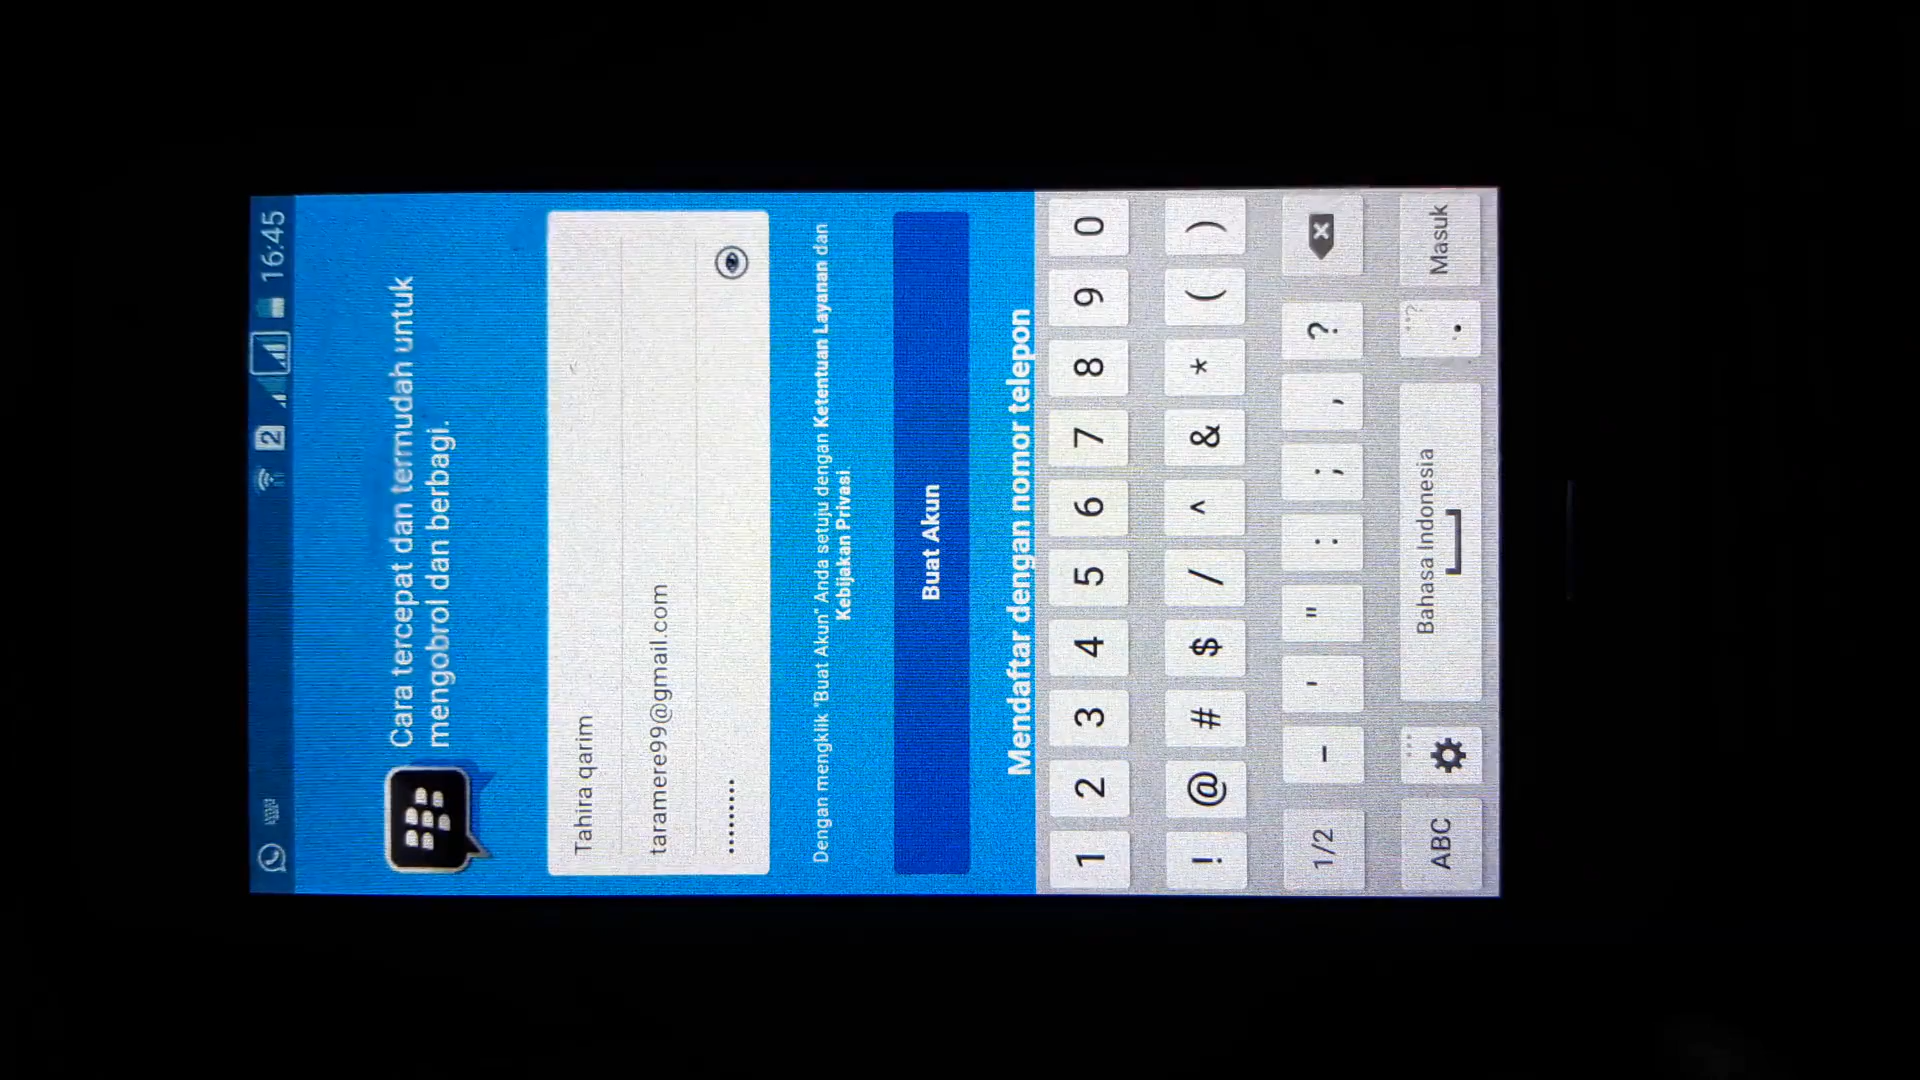 2
16:45
Cara tercepat dan termudah untuk
mengobrol dan berbagi.
Tahira qarim
taramere99@gmail.com
..........
Dengan mengklik "Buat Akun" Anda setuju dengan Ketentuan Layanan dan
Kebijakan Privasi
Buat Akun
Mendaftar dengan nomor telepon
1 2 3 4 5 6 7 8 9 0
! @ # $ / ^ & * ( )
1/2 - ' " : ; , ?
ABC Bahasa Indonesia . Masuk